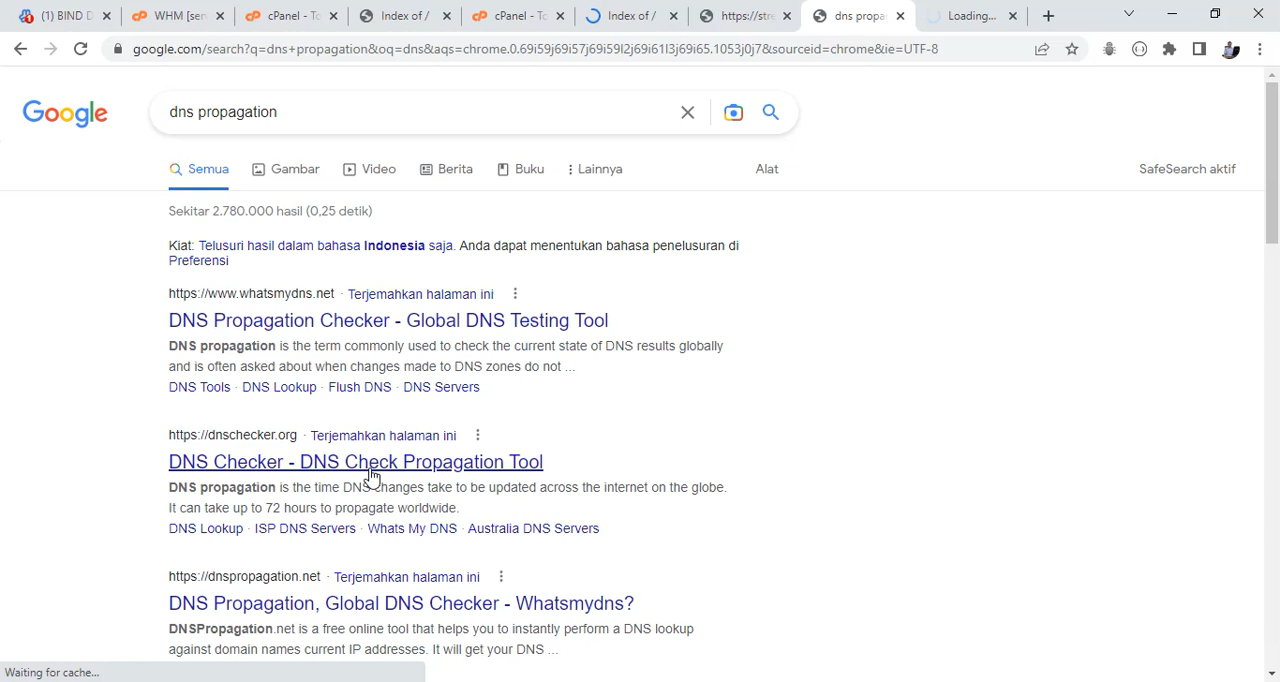 (1) BIND D
WHM [ser
cPanel - To
Index of /
cPanel - To
Index of /
https://stre
dns propa
Loading...
google.com/search?q=dns+propagation&oq=dns&aqs=chrome.0.69i59j69i57j69i59l2j69i61l3j69i65.1053j0j7&sourceid=chrome&ie=UTF-8
Google
dns propagation
Semua
Gambar
Video
Berita
Buku
Lainnya
Alat
SafeSearch aktif
Sekitar 2.780.000 hasil (0,25 detik)
Kiat: Telusuri hasil dalam bahasa Indonesia saja. Anda dapat menentukan bahasa penelusuran di
Preferensi
https://www.whatsmydns.net · Terjemahkan halaman ini
DNS Propagation Checker - Global DNS Testing Tool
DNS propagation is the term commonly used to check the current state of DNS results globally
and is often asked about when changes made to DNS zones do not ...
DNS Tools · DNS Lookup · Flush DNS · DNS Servers
https://dnschecker.org · Terjemahkan halaman ini
DNS Checker - DNS Check Propagation Tool
DNS propagation is the time DNS changes take to be updated across the internet on the globe.
It can take up to 72 hours to propagate worldwide.
DNS Lookup · ISP DNS Servers · Whats My DNS · Australia DNS Servers
https://dnspropagation.net · Terjemahkan halaman ini
DNS Propagation, Global DNS Checker - Whatsmydns?
DNSPropagation.net is a free online tool that helps you to instantly perform a DNS lookup
against domain names current IP addresses. It will get your DNS ...
Waiting for cache...